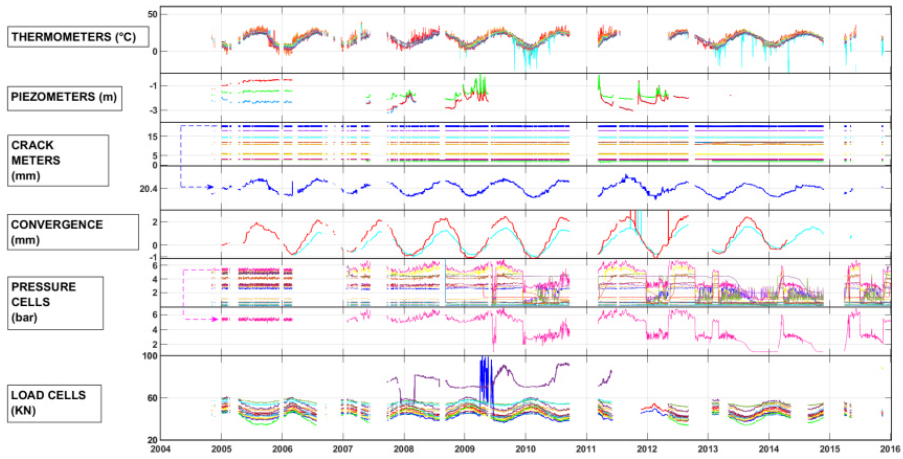 THERMOMETERS (°C)
50
0
PIEZOMETERS (m)
-1
-3
CRACK
METERS
(mm)
15
5
0
20.4
CONVERGENCE
(mm)
2
0
-1
PRESSURE
CELLS
(bar)
6
4
2
6
4
2
LOAD CELLS
(KN)
100
60
20
2004 2005 2006 2007 2008 2009 2010 2011 2012 2013 2014 2015 2016